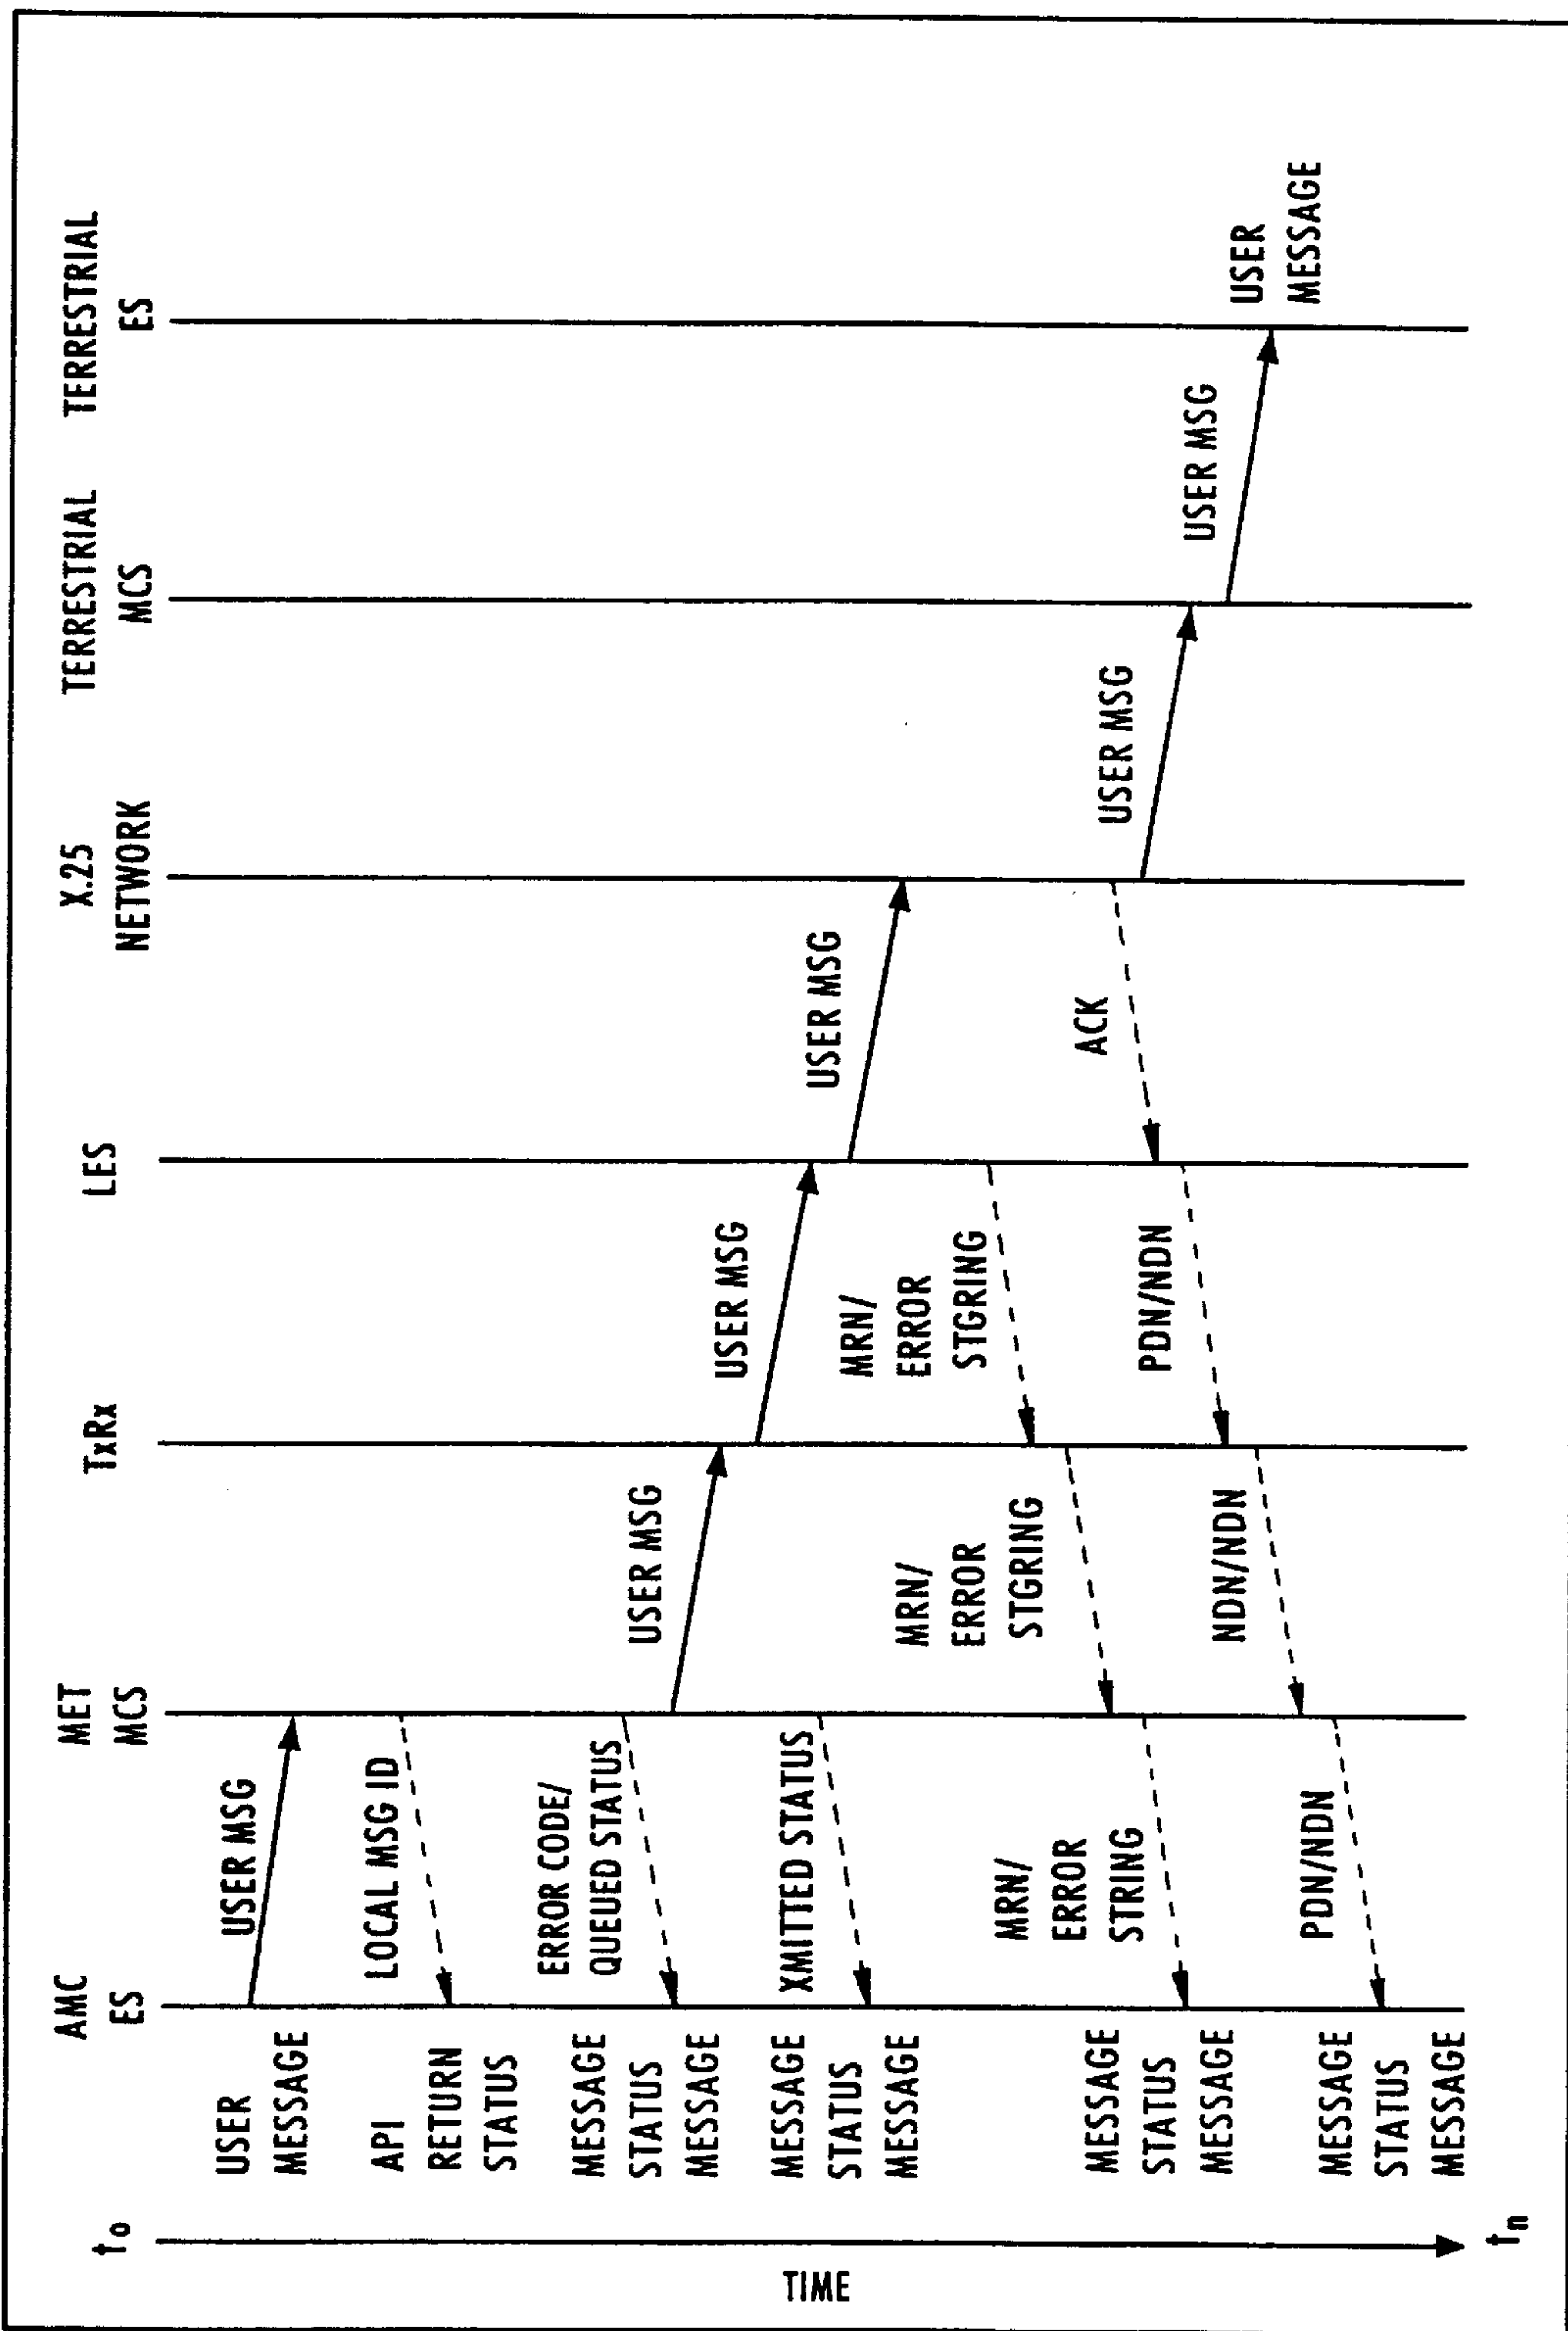 AMC
ES
MET
MCS
TxRx
LES
X.25
NETWORK
TERRESTRIAL
MCS
TERRESTRIAL
ES
to
TIME
tn
USER
MESSAGE
USER MSG
API
RETURN
STATUS
LOCAL MSG ID
MESSAGE
STATUS
MESSAGE
ERROR CODE/
QUEUED STATUS
USER MSG
MESSAGE
STATUS
MESSAGE
XMITTED STATUS
USER MSG
USER MSG
MRN/
ERROR
STGRING
MRN/
ERROR
STGRING
MRN/
ERROR
STRING
MESSAGE
STATUS
MESSAGE
ACK
USER MSG
USER MSG
USER
MESSAGE
PDN/NDN
NDN/NDN
PDN/NDN
MESSAGE
STATUS
MESSAGE